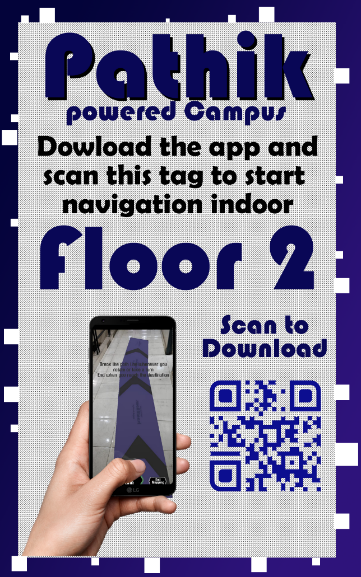 Pathik
powered Campus
Dowload the app and
scan this tag to start
navigation indoor
Floor 2
Scan to
Download
LG